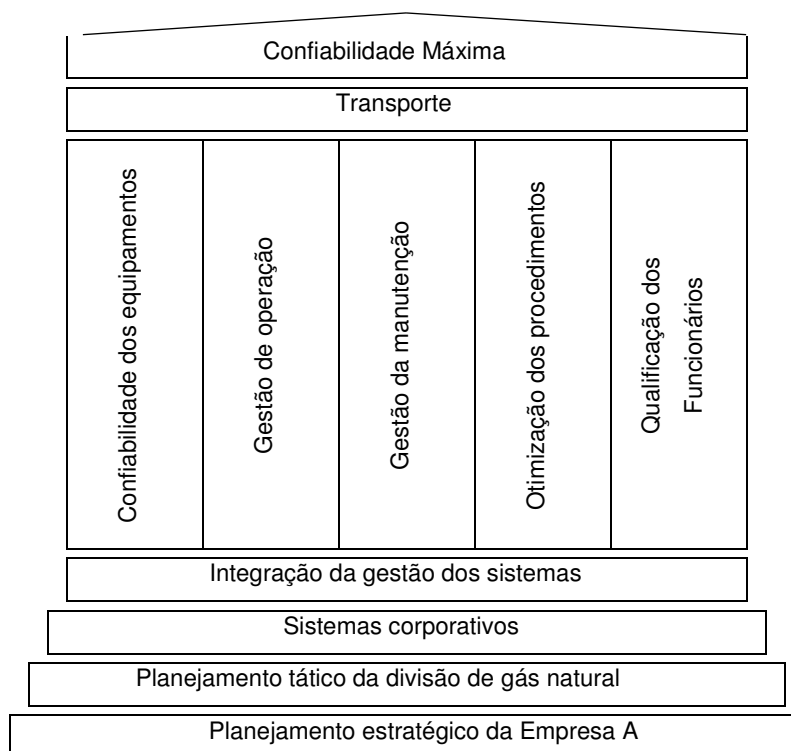 Confiabilidade Máxima
Transporte
Confiabilidade dos equipamentos
Gestão de operação
Gestão da manutenção
Otimização dos procedimentos
Qualificação dos
Funcionários
Integração da gestão dos sistemas
Sistemas corporativos
Planejamento tático da divisão de gás natural
Planejamento estratégico da Empresa A